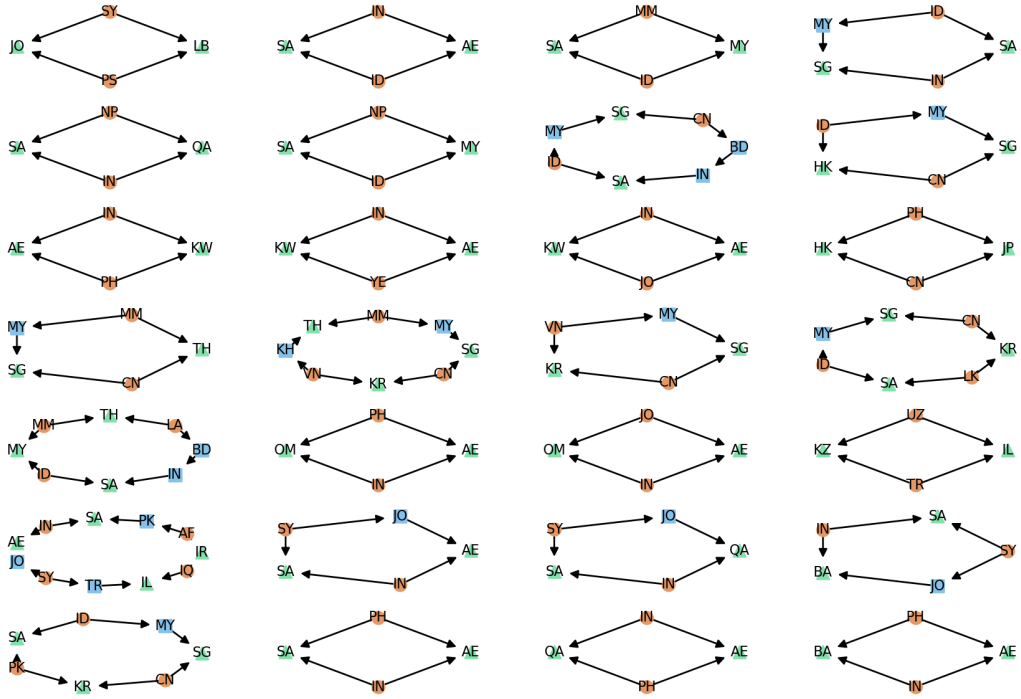 SY
JO LB
PS
IN
SA AE
ID
MM
SA MY
ID
ID
MY
SA
SG
IN
NP
SA QA
IN
NP
SA MY
ID
SG CN
MY BD
ID IN
SA
MY
ID
SG
HK
CN
IN
AE KW
PH
IN
KW AE
YE
IN
KW AE
JO
PH
HK JP
CN
MM
MY
TH
SG
CN
MM
TH MY
KH SG
VN CN
KR
MY
VN
SG
KR
CN
SG CN
MY KR
ID LK
SA
TH
MM LA
MY BD
ID IN
SA
PH
OM AE
IN
JO
OM AE
IN
UZ
KZ IL
TR
SA PK
IN AF
AE IR
JO IQ
SY TR IL
JO
SY
AE
SA
IN
JO
SY
QA
SA
IN
SA
IN
SY
BA
JO
ID
MY
SA SG
PK CN
KR
PH
SA AE
IN
IN
QA AE
PH
PH
BA AE
IN